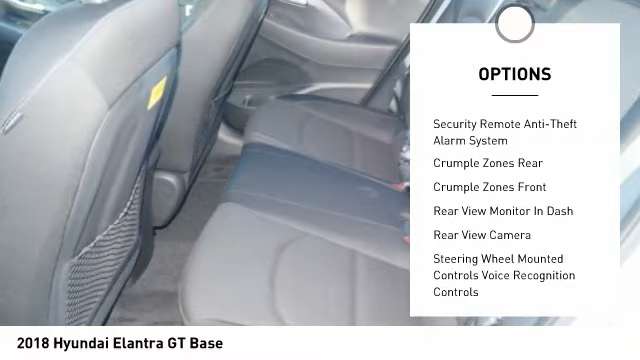 OPTIONS
Security Remote Anti-Theft
Alarm System
Crumple Zones Rear
Crumple Zones Front
Rear View Monitor In Dash
Rear View Camera
Steering Wheel Mounted
Controls Voice Recognition
Controls
2018 Hyundai Elantra GT Base